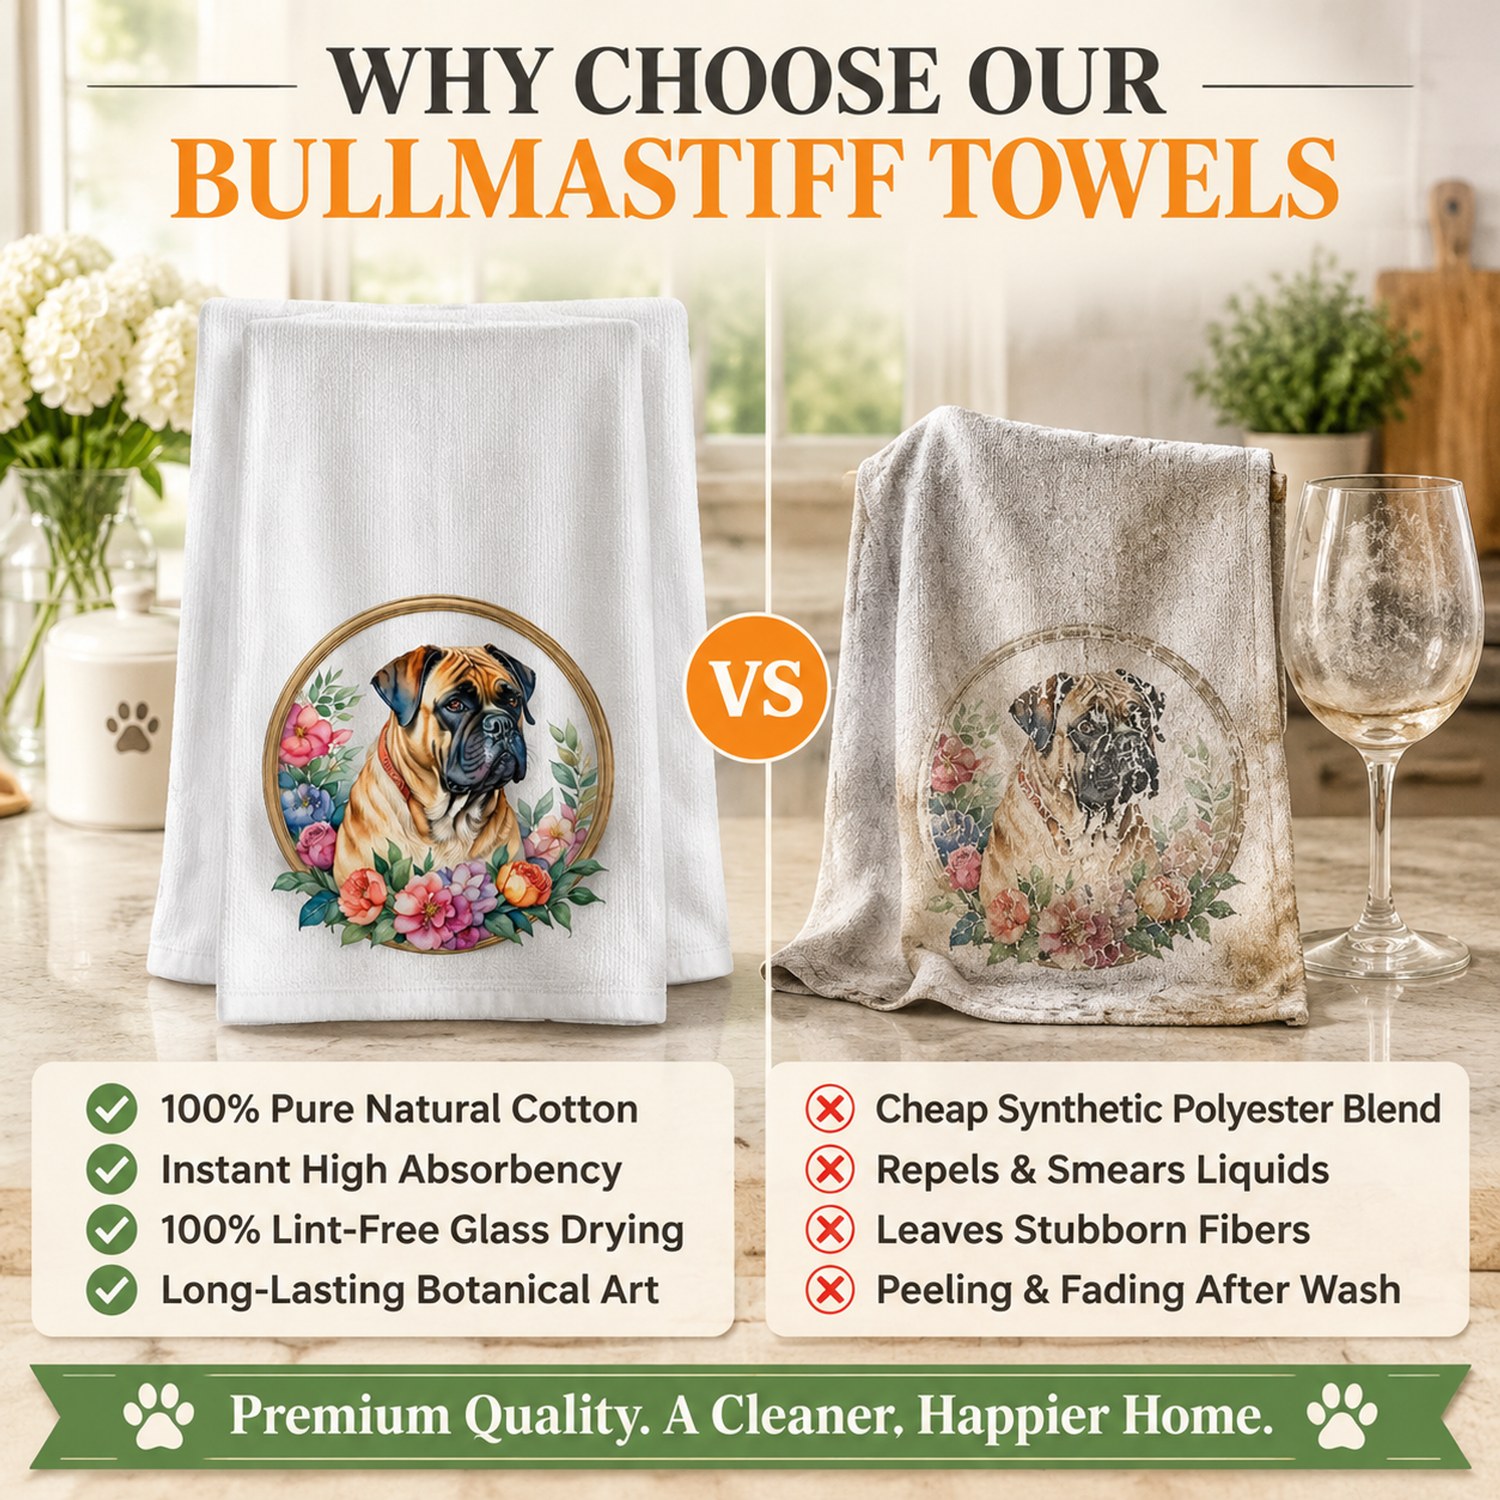 WHY CHOOSE OUR
BULLMASTIFF TOWELS
VS
100% Pure Natural Cotton
Instant High Absorbency
100% Lint-Free Glass Drying
Long-Lasting Botanical Art
Cheap Synthetic Polyester Blend
Repels & Smears Liquids
Leaves Stubborn Fibers
Peeling & Fading After Wash
Premium Quality. A Cleaner, Happier Home.